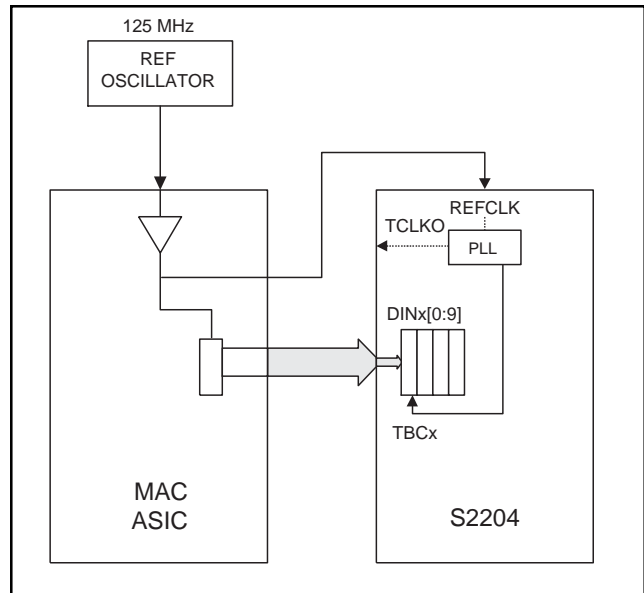 125 MHz
REF
OSCILLATOR
REFCLK
TCLKO
PLL
DINx[0:9]
TBCx
MAC
ASIC
S2204